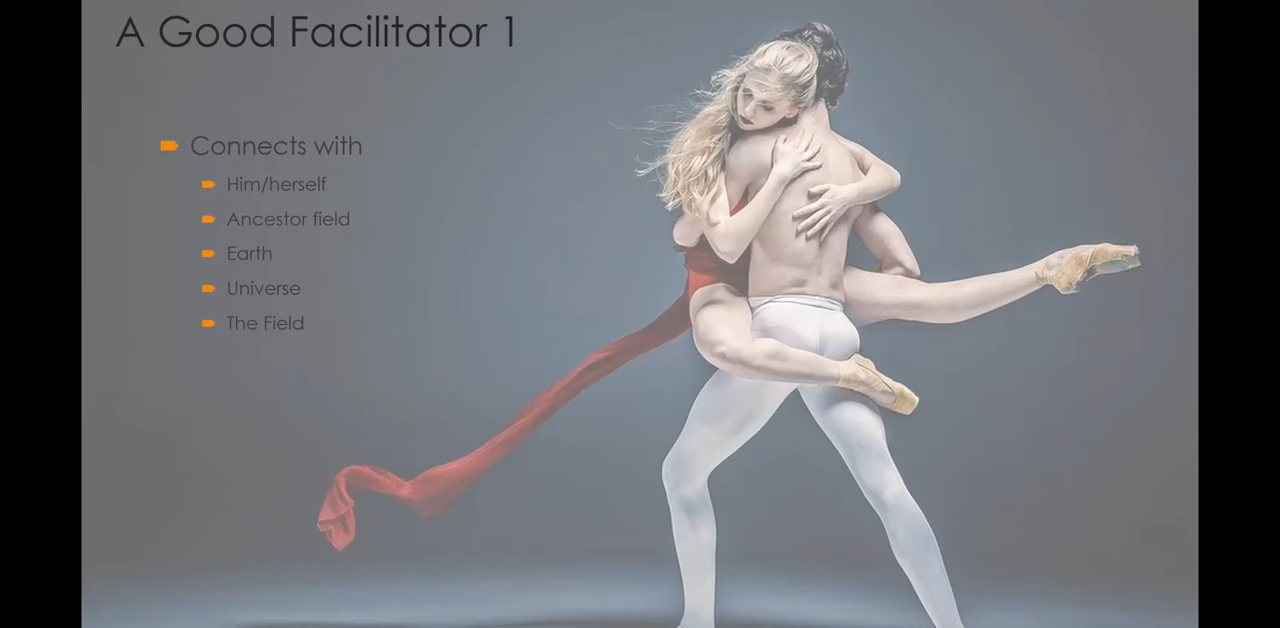 A Good Facilitator 1
Connects with
Him/herself
Ancestor field
Earth
Universe
The Field